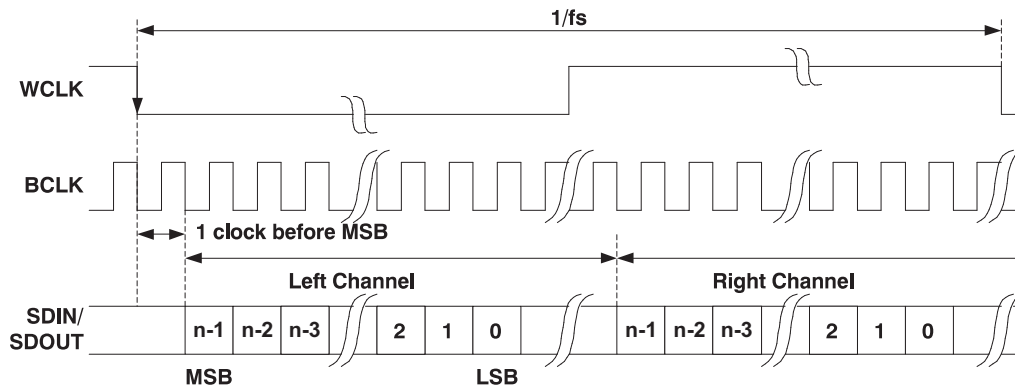 1/fs
WCLK
BCLK
1 clock before MSB
Left Channel
Right Channel
SDIN/
SDOUT
n-1 n-2 n-3 2 1 0 n-1 n-2 n-3 2 1 0
MSB LSB